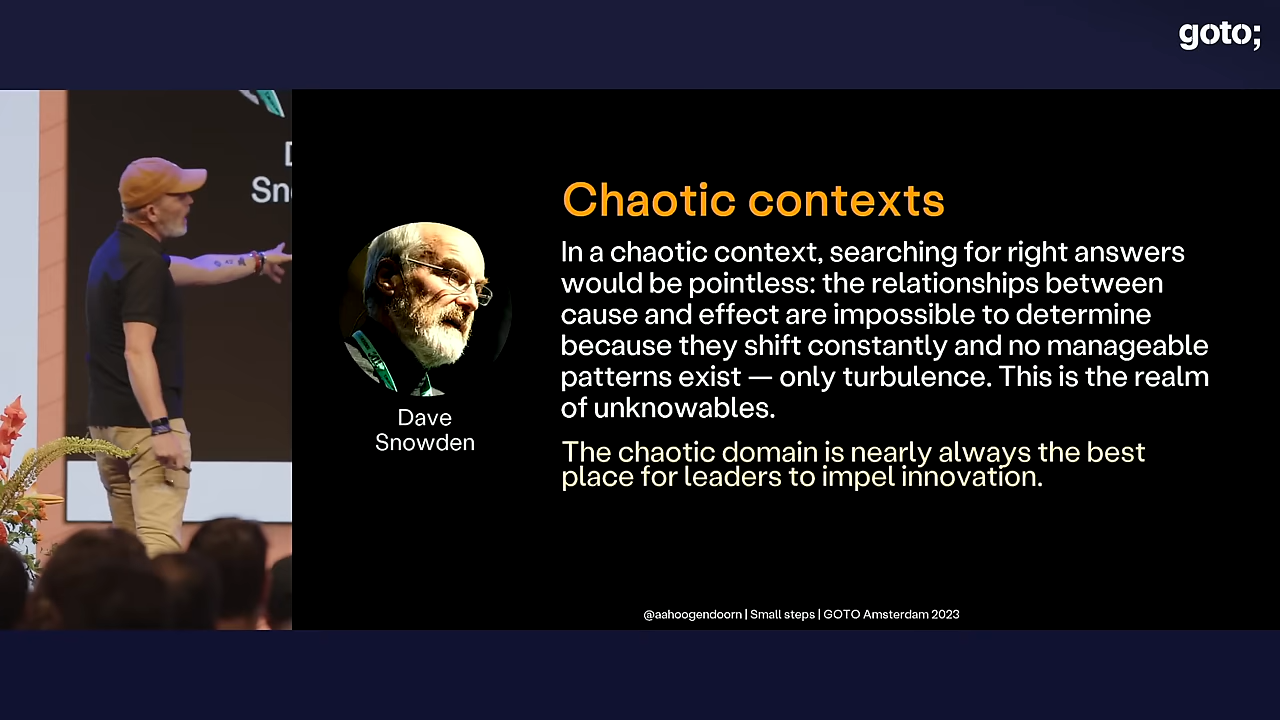 goto;
Sno
Chaotic contexts
In a chaotic context, searching for right answers
would be pointless: the relationships between
cause and effect are impossible to determine
because they shift constantly and no manageable
patterns exist — only turbulence. This is the realm
of unknowables.
The chaotic domain is nearly always the best
place for leaders to impel innovation.
Dave
Snowden
@aahoogendoorn | Small steps | GOTO Amsterdam 2023